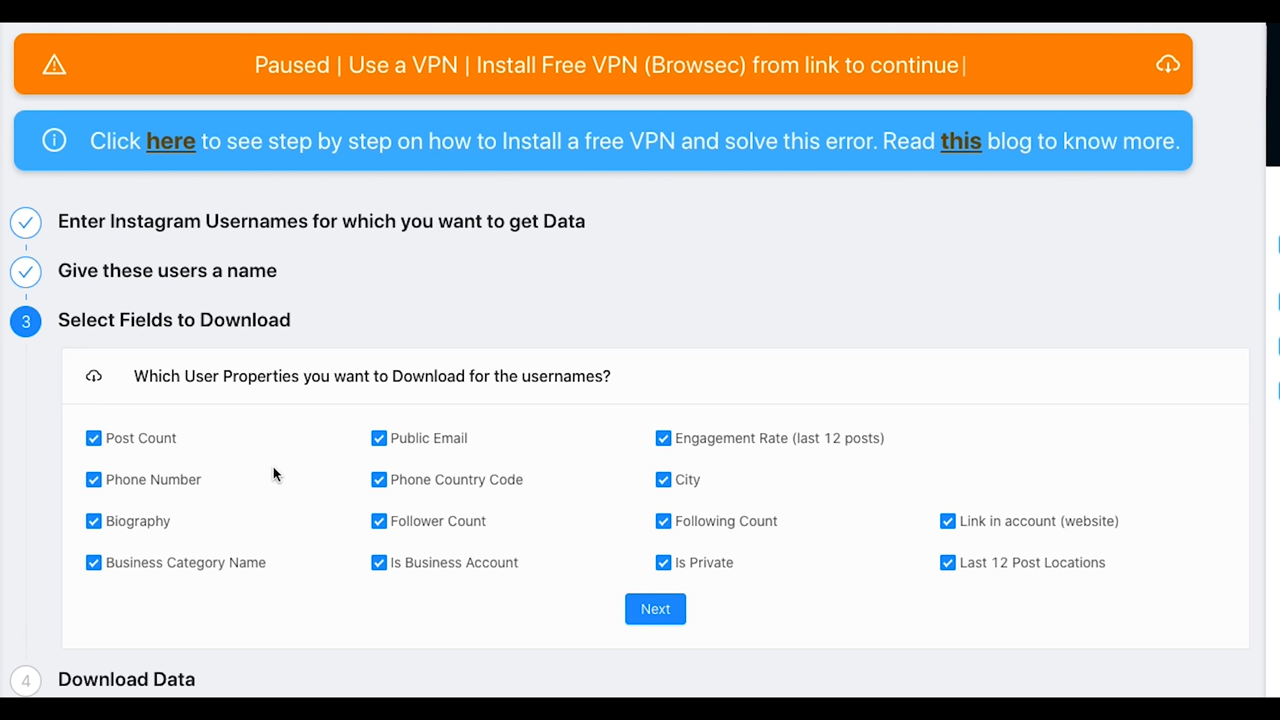 Paused | Use a VPN | Install Free VPN (Browsec) from link to continue|
Click here to see step by step on how to Install a free VPN and solve this error. Read this blog to know more.
Enter Instagram Usernames for which you want to get Data
Give these users a name
3 Select Fields to Download
Which User Properties you want to Download for the usernames?
Post Count Public Email Engagement Rate (last 12 posts)
Phone Number Phone Country Code City
Biography Follower Count Following Count Link in account (website)
Business Category Name Is Business Account Is Private Last 12 Post Locations
Next
4 Download Data